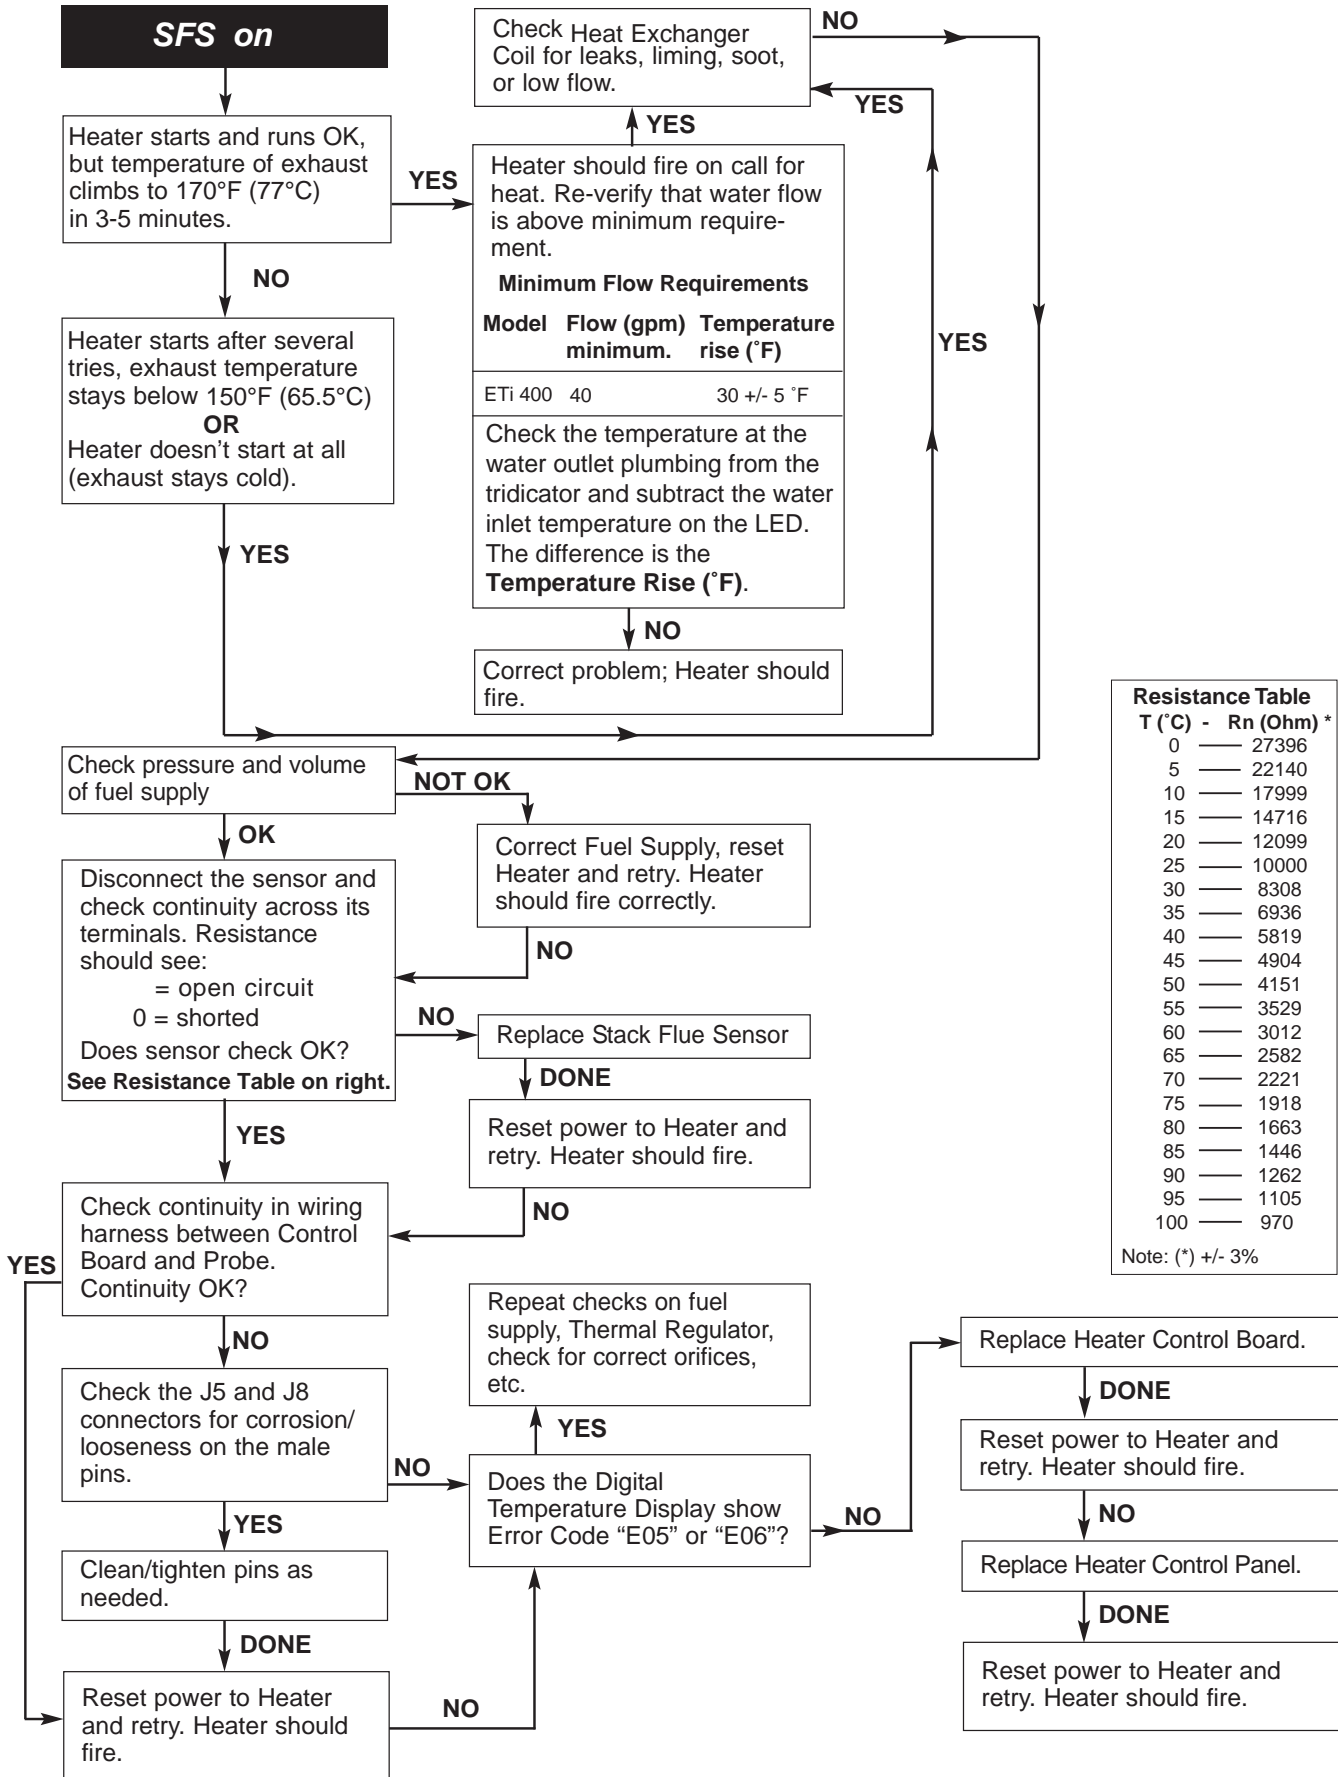 SFS on
Heater starts and runs OK,
but temperature of exhaust
climbs to 170°F (77°C)
in 3-5 minutes.
YES
NO
Heater starts after several
tries, exhaust temperature
stays below 150°F (65.5°C)
OR
Heater doesn't start at all
(exhaust stays cold).
YES
Check Heat Exchanger
Coil for leaks, liming, soot,
or low flow.
NO
YES
YES
Heater should fire on call for
heat. Re-verify that water flow
is above minimum require-
ment.
Minimum Flow Requirements
Model Flow (gpm) Temperature
minimum. rise (˚F)
ETi 400 40 30 +/- 5 ˚F
Check the temperature at the
water outlet plumbing from the
tridicator and subtract the water
inlet temperature on the LED.
The difference is the
Temperature Rise (˚F).
YES
NO
Correct problem; Heater should
fire.
Check pressure and volume
of fuel supply
NOT OK
OK
Correct Fuel Supply, reset
Heater and retry. Heater
should fire correctly.
NO
Disconnect the sensor and
check continuity across its
terminals. Resistance
should see:
= open circuit
0 = shorted
Does sensor check OK?
See Resistance Table on right.
NO
Replace Stack Flue Sensor
DONE
Reset power to Heater and
retry. Heater should fire.
NO
YES
Check continuity in wiring
harness between Control
Board and Probe.
Continuity OK?
YES
NO
Check the J5 and J8
connectors for corrosion/
looseness on the male
pins.
NO
YES
Clean/tighten pins as
needed.
DONE
Reset power to Heater
and retry. Heater should
fire.
NO
Repeat checks on fuel
supply, Thermal Regulator,
check for correct orifices,
etc.
YES
Does the Digital
Temperature Display show
Error Code “E05” or “E06”?
NO
Replace Heater Control Board.
DONE
Reset power to Heater and
retry. Heater should fire.
NO
Replace Heater Control Panel.
DONE
Reset power to Heater and
retry. Heater should fire.
Resistance Table
T (˚C) - Rn (Ohm) *
0 — 27396
5 — 22140
10 — 17999
15 — 14716
20 — 12099
25 — 10000
30 — 8308
35 — 6936
40 — 5819
45 — 4904
50 — 4151
55 — 3529
60 — 3012
65 — 2582
70 — 2221
75 — 1918
80 — 1663
85 — 1446
90 — 1262
95 — 1105
100 — 970
Note: (*) +/- 3%